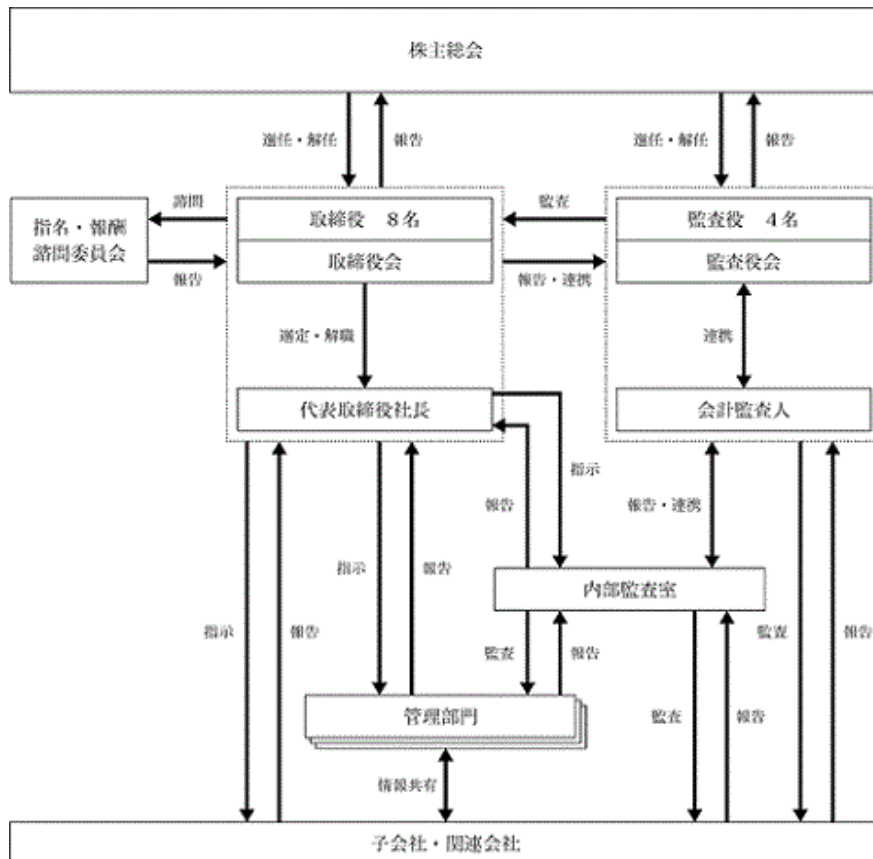 株主総会
選任・解任
報告
選任・解任
報告
指名・報酬
諮問委員会
諮問
報告
取締役 8名
取締役会
監査
報告・連携
監査役 4名
監査役会
選定・解職
連携
代表取締役社長
会計監査人
指示
報告
報告・連携
指示
報告
内部監査室
指示
報告
監査
報告
監査
報告
管理部門
監査
報告
情報共有
子会社・関連会社